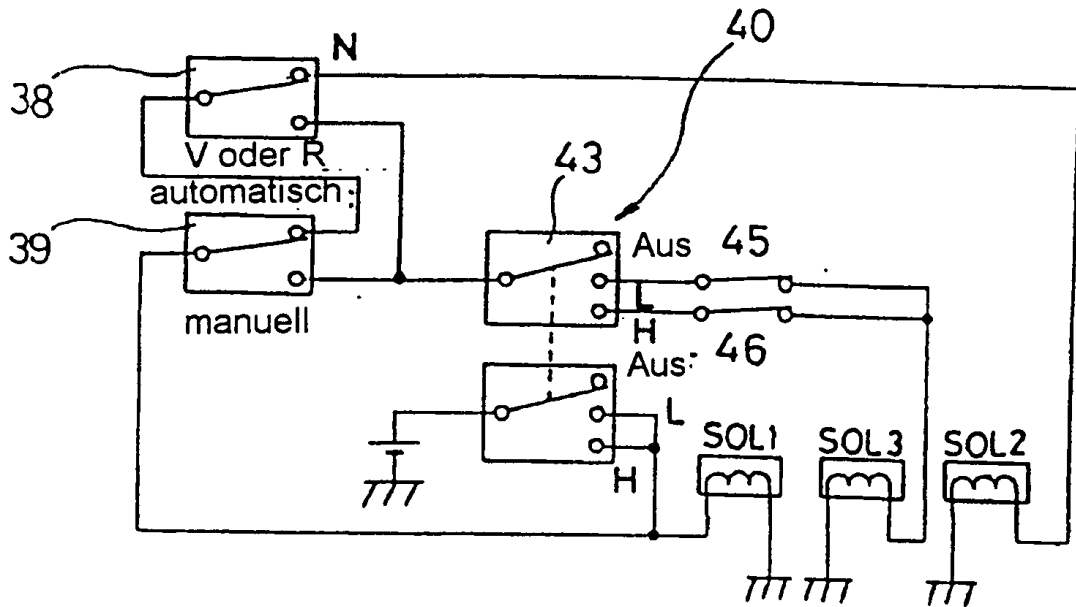 N
40
38
V oder R
automatisch
43
39
Aus
45
L
H
manuell
Aus
46
L
H
SOL1
SOL3
SOL2